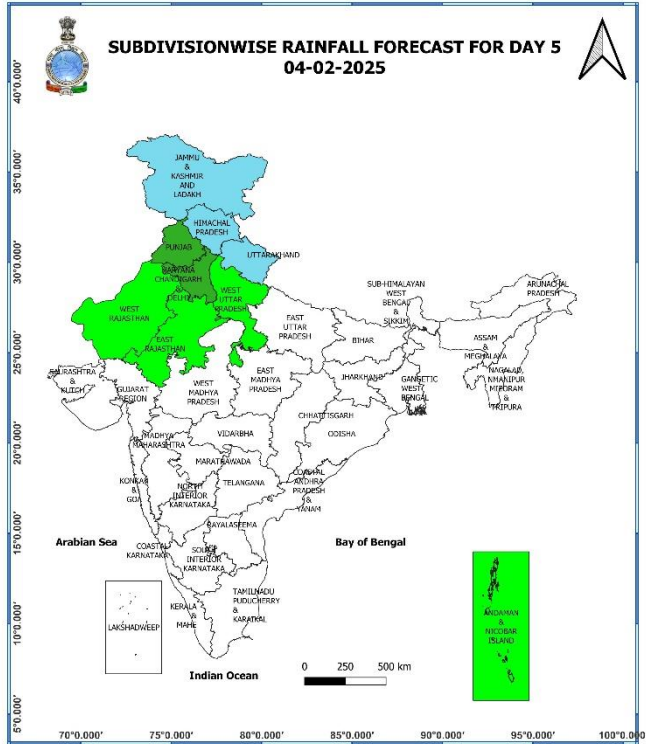 SUBDIVISIONWISE RAINFALL FORECAST FOR DAY 5
04-02-2025
40°0.000'
35°0.000'
30°0.000'
25°0.000'
20°0.000'
15°0.000'
10°0.000'
5°0.000'
JAMMU
&
KASHMIR
AND
LADAKH
HIMACHAL
PRADESH
PUNJAB
UTTARAKHAND
HARYANA
CHANDIGARH
&
DELHI
WEST
UTTAR
PRADESH
WEST
RAJASTHAN
EAST
RAJASTHAN
EAST
UTTAR
PRADESH
SUB-HIMALAYAN
WEST
BENGAL
&
SIKKIM
ARUNACHAL
PRADESH
BIHAR
ASSAM
&
MEGHALAYA
NAGALAD,
NMANIPUR
MIZORAM
&
TRIPURA
SAURASHTRA
&
KUTCH
GUJARAT
REGION
WEST
MADHYA
PRADESH
EAST
MADHYA
PRADESH
JHARKHAND
GANGETIC
WEST
BENGAL
CHHATISGARH
ODISHA
VIDARBHA
MADHYA
MAHARASHTRA
MARATHAWADA
TELANGANA
KONKAN
&
GOA
NORTH
INTERIOR
KARNATAKA
COASTAL
ANDHRA
PRADESH
&
YANAM
RAYALASEEMA
COASTAL
KARNATAKA
SOUTH
INTERIOR
KARNATAKA
Arabian Sea
Bay of Bengal
LAKSHADWEEP
KERALA
&
MAHE
TAMILNADU
PUDUCHERRY
&
KARAIKAL
ANDAMAN
&
NICOBAR
ISLAND
Indian Ocean
0 250 500 km
70°0.000' 75°0.000' 80°0.000' 85°0.000' 90°0.000' 95°0.000' 100°0.000'